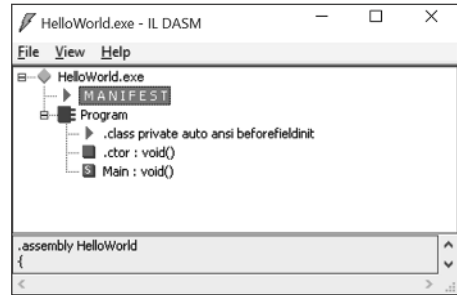 HelloWorld.exe - IL DASM
File View Help
HelloWorld.exe
MANIFEST
Program
.class private auto ansi beforefieldinit
.ctor : void()
S Main : void()
.assembly HelloWorld
{